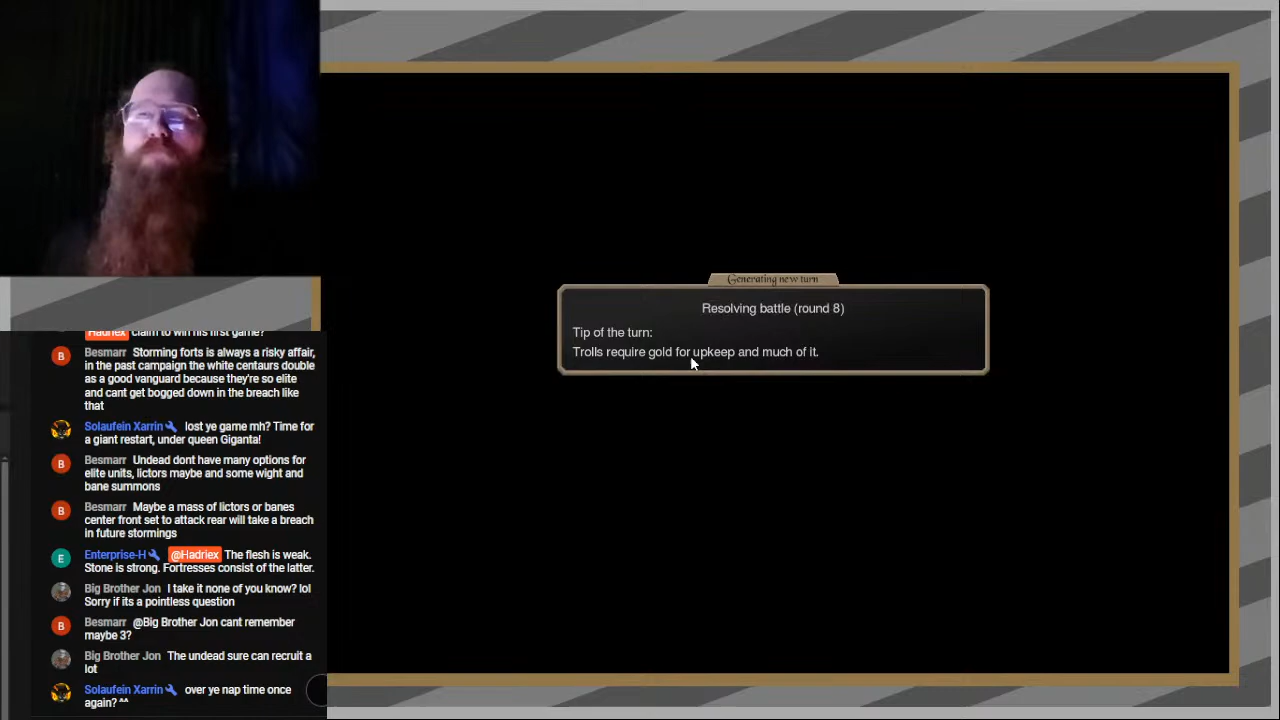 Generating new turn
Resolving battle (round 8)
Tip of the turn:
Trolls require gold for upkeep and much of it.
Hadriex claim to win his first game?
Besmarr Storming forts is always a risky affair,
in the past campaign the white centaurs double
as a good vanguard because they're so elite
and cant get bogged down in the breach like
that
Solaufein Xarrin lost ye game mh? Time for
a giant restart, under queen Giganta!
Besmarr Undead dont have many options for
elite units, lictors maybe and some wight and
bane summons
Besmarr Maybe a mass of lictors or banes
center front set to attack rear will take a breach
in future stormings
Enterprise-H @Hadriex The flesh is weak.
Stone is strong. Fortresses consist of the latter.
Big Brother Jon I take it none of you know? lol
Sorry if its a pointless question
Besmarr @Big Brother Jon cant remember
maybe 3?
Big Brother Jon The undead sure can recruit a
lot
Solaufein Xarrin over ye nap time once
again? ^^
B
B
B
E
B